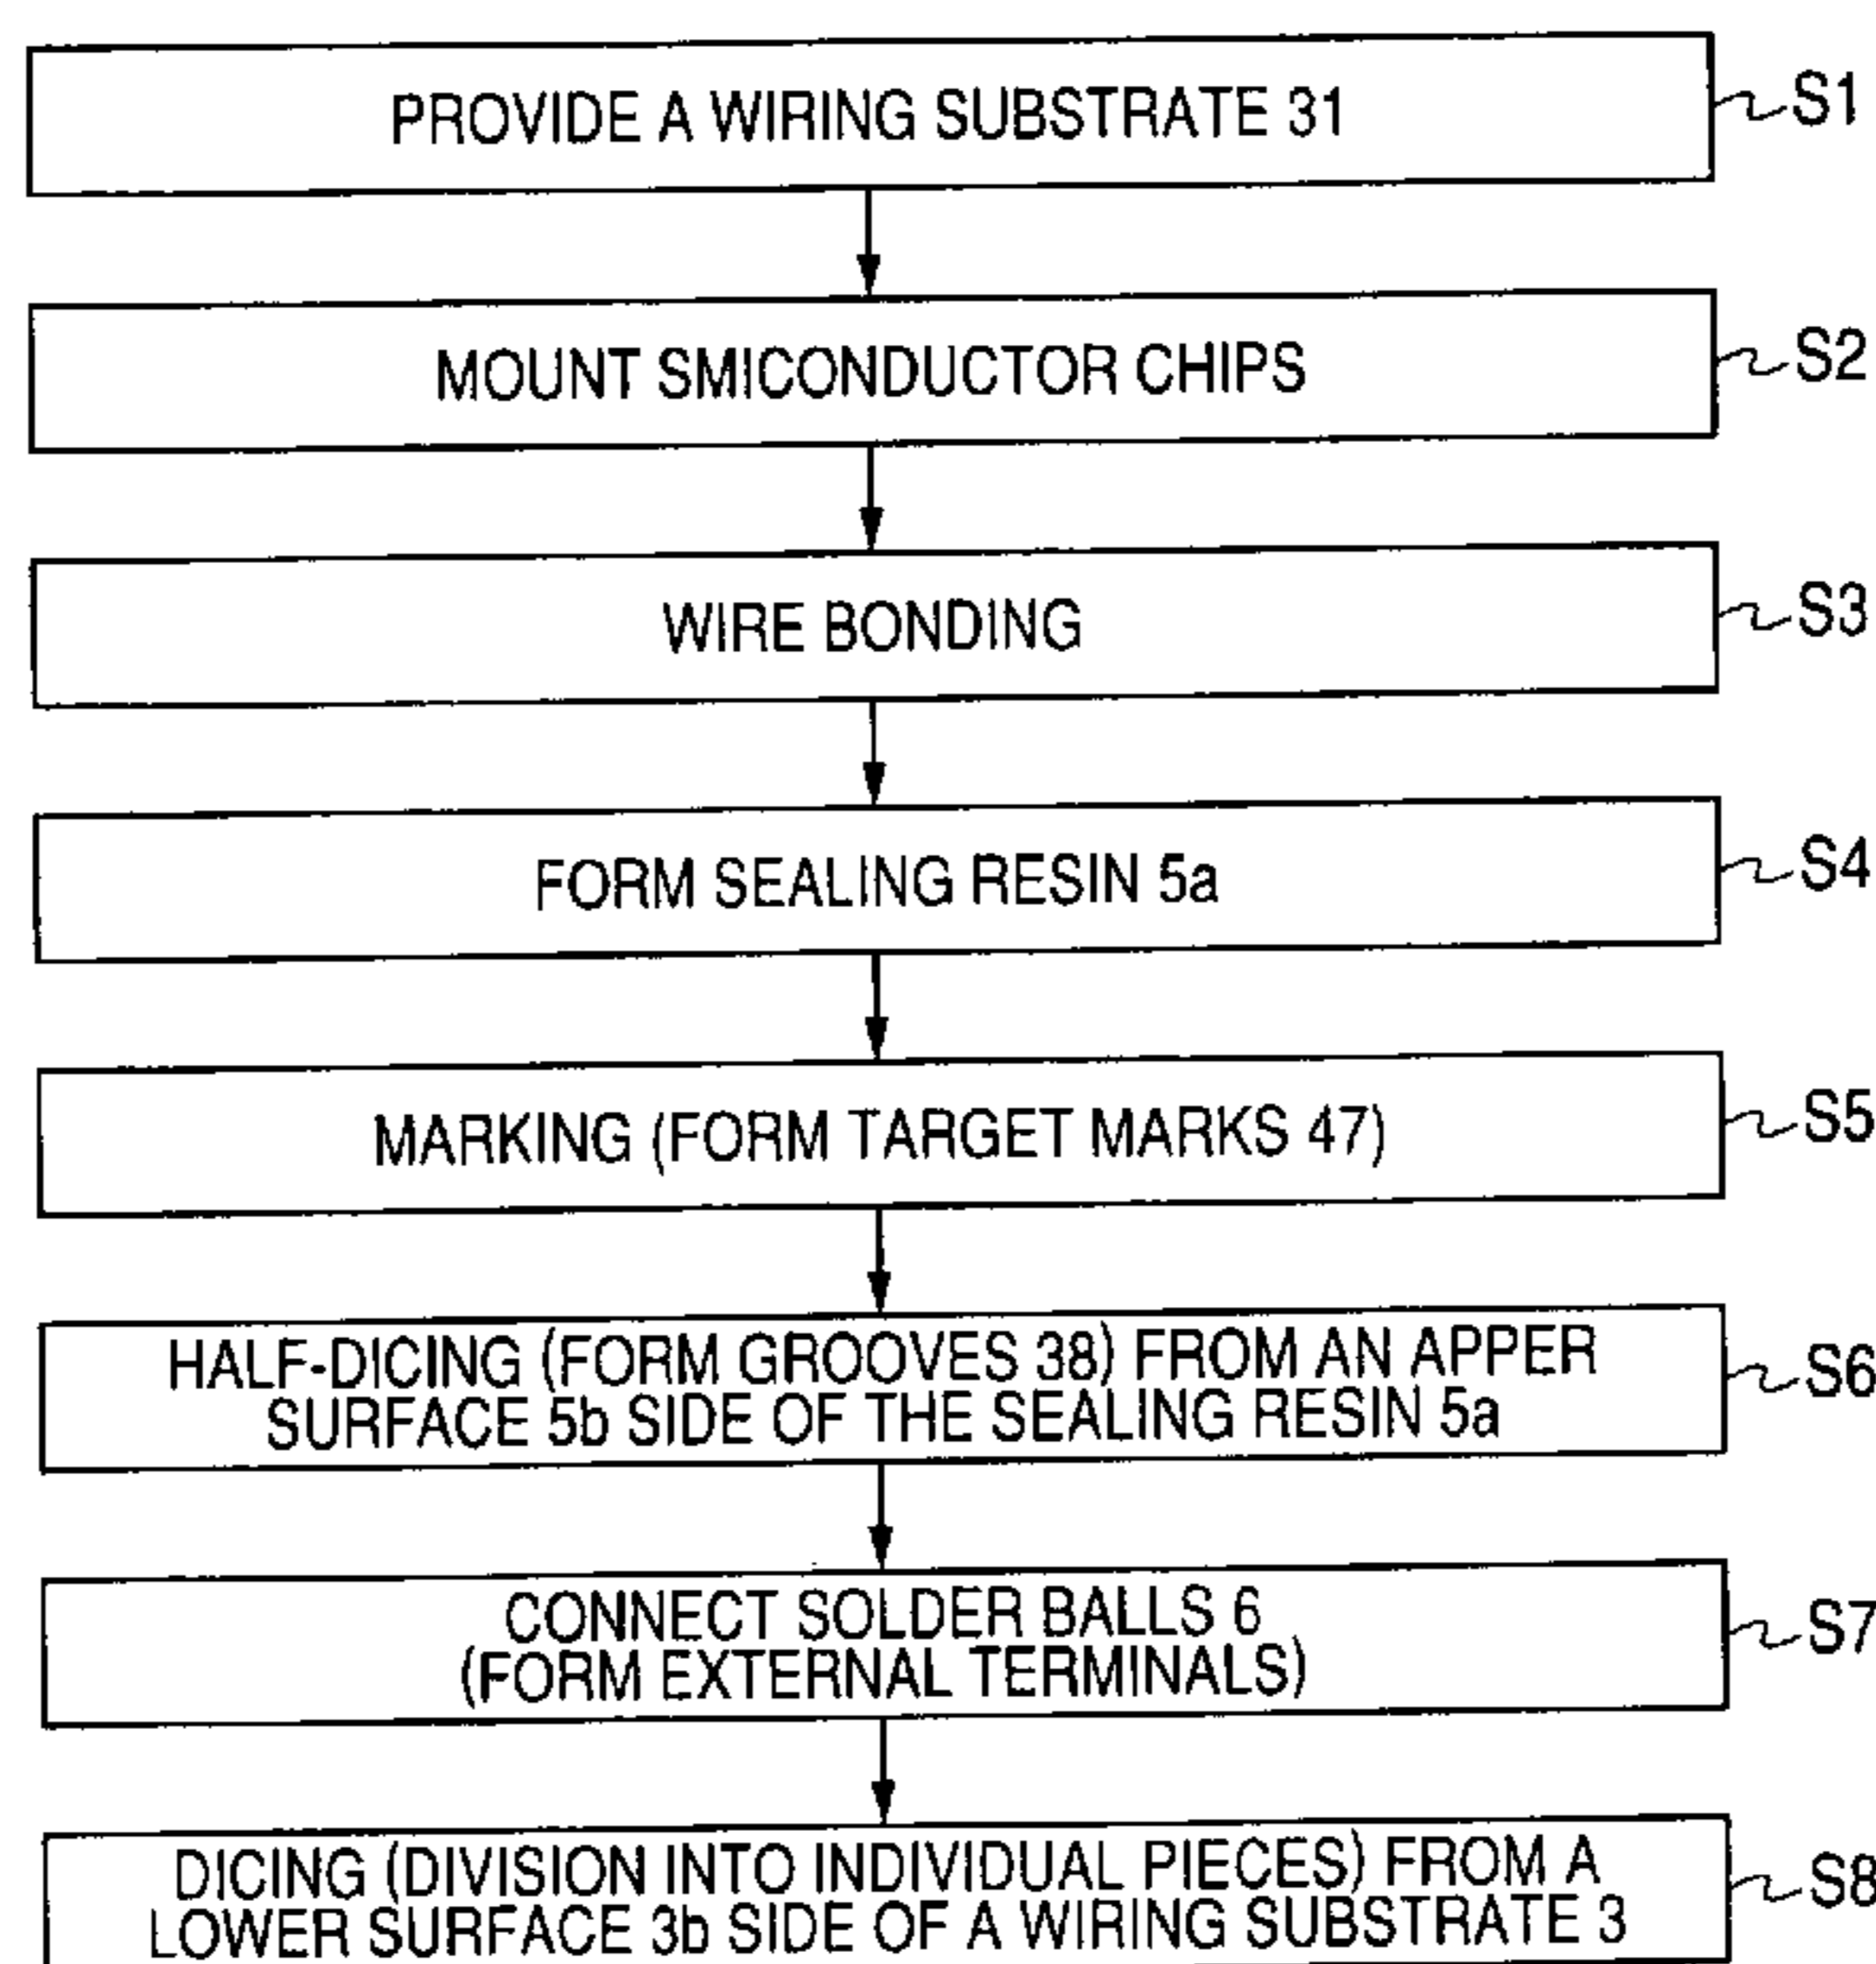 PROVIDE A WIRING SUBSTRATE 31
S1
MOUNT SMICONDUCTOR CHIPS
S2
WIRE BONDING
S3
FORM SEALING RESIN 5a
S4
MARKING (FORM TARGET MARKS 47)
S5
HALF-DICING (FORM GROOVES 38) FROM AN APPER
SURFACE 5b SIDE OF THE SEALING RESIN 5a
S6
CONNECT SOLDER BALLS 6
(FORM EXTERNAL TERMINALS)
S7
DICING (DIVISION INTO INDIVIDUAL PIECES) FROM A
LOWER SURFACE 3b SIDE OF A WIRING SUBSTRATE 3
S8